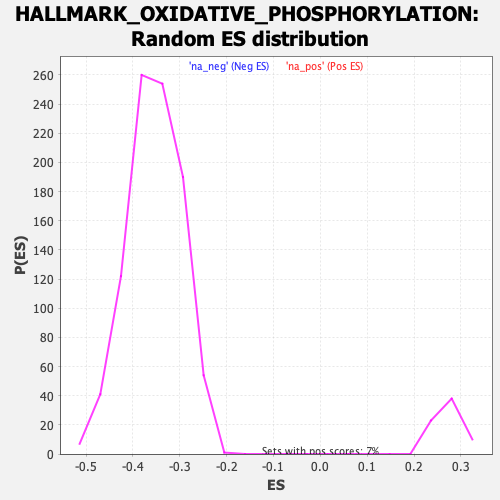 HALLMARK_OXIDATIVE_PHOSPHORYLATION:
Random ES distribution
'na_neg' (Neg ES) 'na_pos' (Pos ES)
260
240
220
200
180
160
140
120
100
80
60
40
20
0
P(ES)
Sets with pos scores: 7%
-0.5 -0.4 -0.3 -0.2 -0.1 0.0 0.1 0.2 0.3
ES